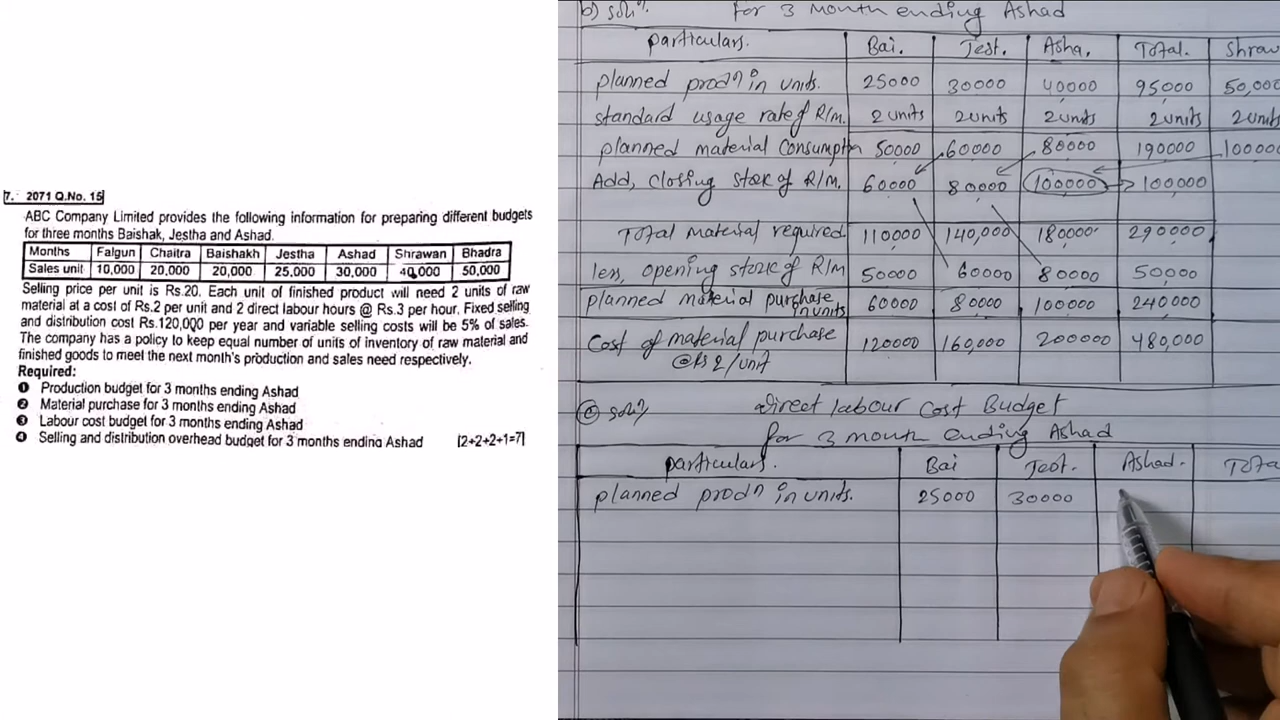 7. 2071 Q.No. 15
ABC Company Limited provides the following information for preparing different budgets
for three months Baishak, Jestha and Ashad.
Months Falgun Chaitra Baishakh Jestha Ashad Shrawan Bhadra
Sales unit 10,000 20,000 20,000 25,000 30,000 40,000 50,000
Selling price per unit is Rs.20. Each unit of finished product will need 2 units of raw
material at a cost of Rs.2 per unit and 2 direct labour hours @ Rs.3 per hour. Fixed selling
and distribution cost Rs.120,000 per year and variable selling costs will be 5% of sales.
The company has a policy to keep equal number of units of inventory of raw material and
finished goods to meet the next month's production and sales need respectively.
Required:
❶ Production budget for 3 months ending Ashad
❷ Material purchase for 3 months ending Ashad
❸ Labour cost budget for 3 months ending Ashad
❹ Selling and distribution overhead budget for 3 months ending Ashad [2+2+2+1=7]
b) Solⁿ. for 3 Month ending Ashad
particulars. Bai. Jest. Asha. Total. Shraw
planned prodⁿ in units. 25000 30000 40000 95000 50,000
standard usage rate of R/m. 2 units 2 units 2 units 2 units 2 units
planned material Consumptn 50000 60000 80000 190000 100000
Add, closing stock of R/m. 60000 80000 100000 100000
Total material required 110000 140,000 180000 290000
less, opening stock of R/m 50000 60000 80000 50000
planned material purchase in units 60000 80000 100000 240000
Cost of material purchase 120000 160,000 200000 480,000
@Rs 2/unit
(c) Solⁿ. Direct labour Cost Budget
for 3 month ending Ashad
particulars. Bai Jest. Ashad. Tota
planned prodⁿ in units. 25000 30000